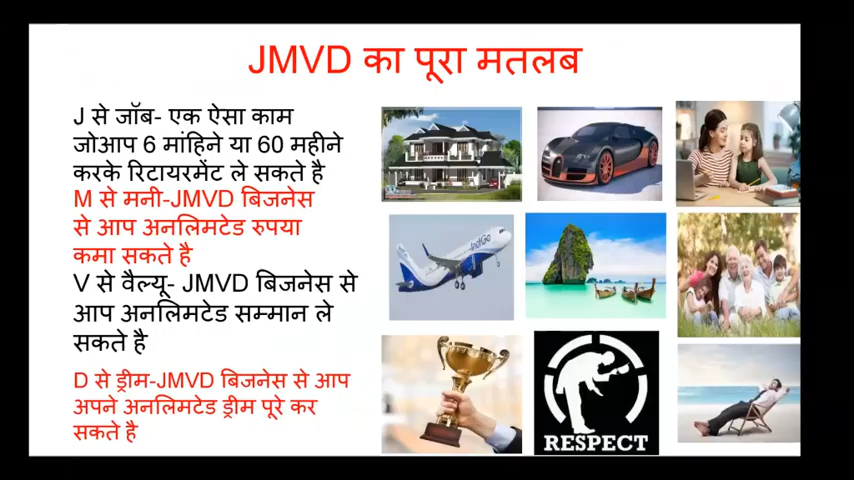 JMVD का पूरा मतलब
J से जॉब- एक ऐसा काम
जोआप 6 मांहिने या 60 महीने
करके रिटायरमेंट ले सकते है
M से मनी-JMVD बिजनेस
से आप अनलिमटेड रुपया
कमा सकते है
V से वैल्यू- JMVD बिजनेस से
आप अनलिमटेड सम्मान ले
सकते है
D से ड्रीम-JMVD बिजनेस से आप
अपने अनलिमटेड ड्रीम पूरे कर
सकते है
IndiGo
RESPECT